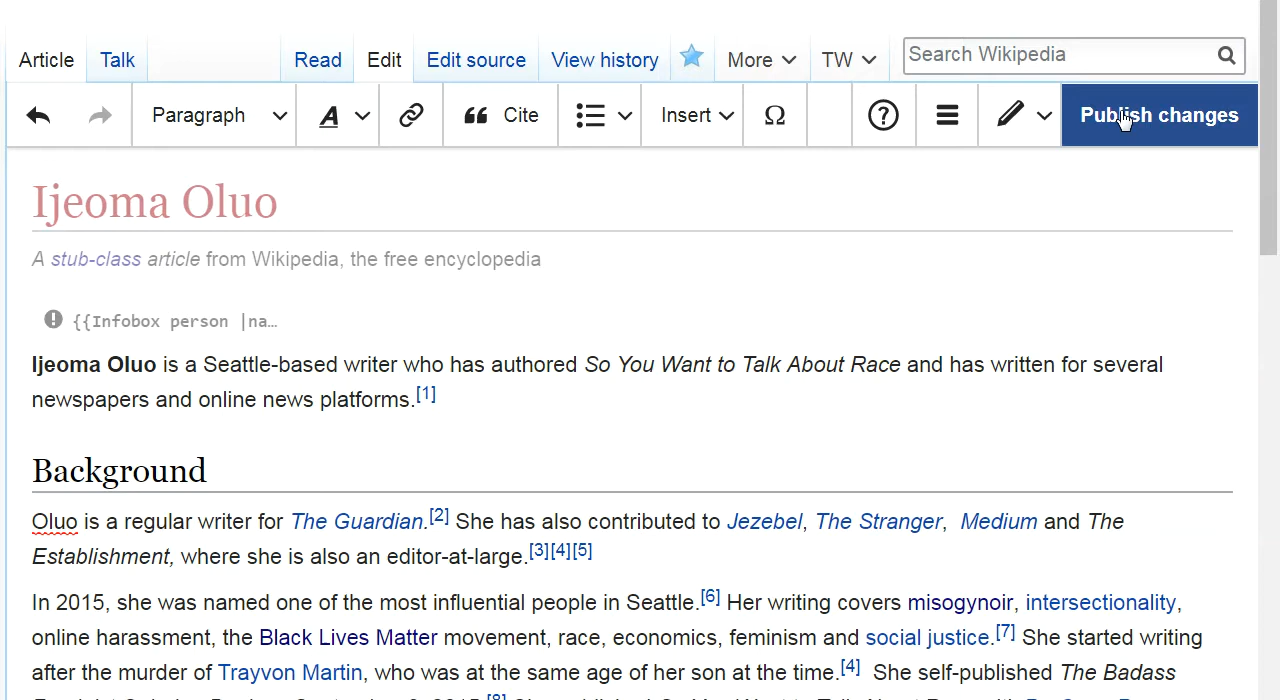 Article Talk Read Edit Edit source View history More TW Search Wikipedia
Paragraph A Cite Insert Ω ? Publish changes
Ijeoma Oluo
A stub-class article from Wikipedia, the free encyclopedia
{{Infobox person |na…
Ijeoma Oluo is a Seattle-based writer who has authored So You Want to Talk About Race and has written for several
newspapers and online news platforms.[1]
Background
Oluo is a regular writer for The Guardian.[2] She has also contributed to Jezebel, The Stranger, Medium and The
Establishment, where she is also an editor-at-large.[3][4][5]
In 2015, she was named one of the most influential people in Seattle.[6] Her writing covers misogynoir, intersectionality,
online harassment, the Black Lives Matter movement, race, economics, feminism and social justice.[7] She started writing
after the murder of Trayvon Martin, who was at the same age of her son at the time.[4] She self-published The Badass